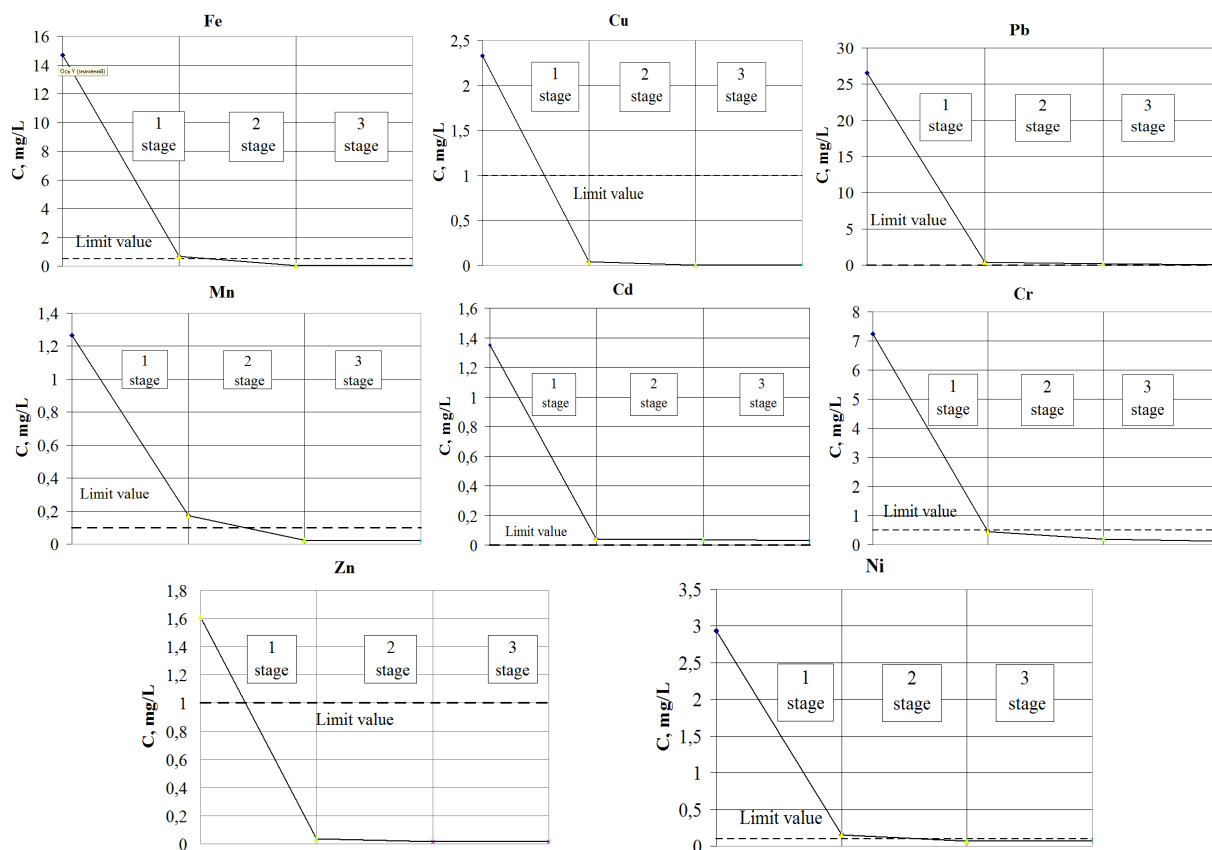 Fe
16
14
12
10
8
6
4
2
0
C, mg/L
Ось Y (значений)
1
stage
2
stage
3
stage
Limit value
Cu
2,5
2
1,5
1
0,5
0
C, mg/L
1
stage
2
stage
3
stage
Limit value
Pb
30
25
20
15
10
5
0
C, mg/L
1
stage
2
stage
3
stage
Limit value
Mn
1,4
1,2
1
0,8
0,6
0,4
0,2
0
C, mg/L
1
stage
2
stage
3
stage
Limit value
Cd
1,6
1,4
1,2
1
0,8
0,6
0,4
0,2
0
C, mg/L
1
stage
2
stage
3
stage
Limit value
Cr
8
7
6
5
4
3
2
1
0
C, mg/L
1
stage
2
stage
3
stage
Limit value
Zn
1,8
1,6
1,4
1,2
1
0,8
0,6
0,4
0,2
0
C, mg/L
1
stage
2
stage
3
stage
Limit value
Ni
3,5
3
2,5
2
1,5
1
0,5
0
C, mg/L
1
stage
2
stage
3
stage
Limit value